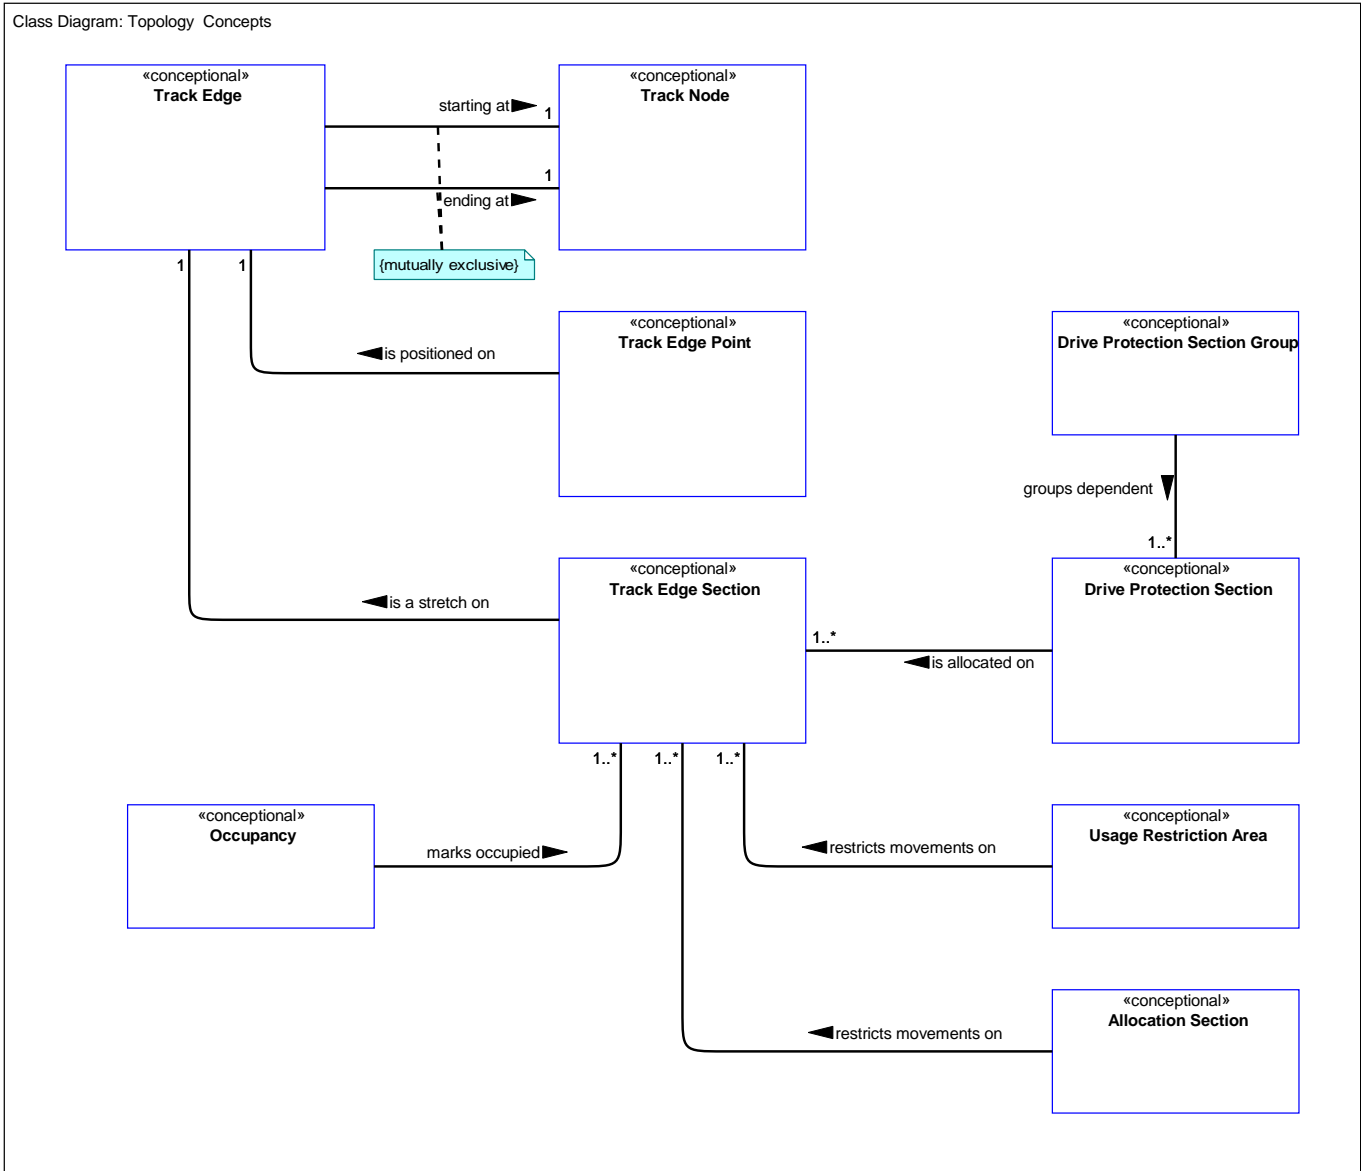 Class Diagram: Topology  Concepts
«conceptional»
Track Edge
«conceptional»
Track Node
starting at
1
1
ending at
{mutually exclusive}
1
1
«conceptional»
Track Edge Point
is positioned on
«conceptional»
Drive Protection Section Group
groups dependent
1..*
«conceptional»
Track Edge Section
is a stretch on
«conceptional»
Drive Protection Section
1..*
is allocated on
1..*
1..*
1..*
«conceptional»
Occupancy
marks occupied
«conceptional»
Usage Restriction Area
restricts movements on
«conceptional»
Allocation Section
restricts movements on